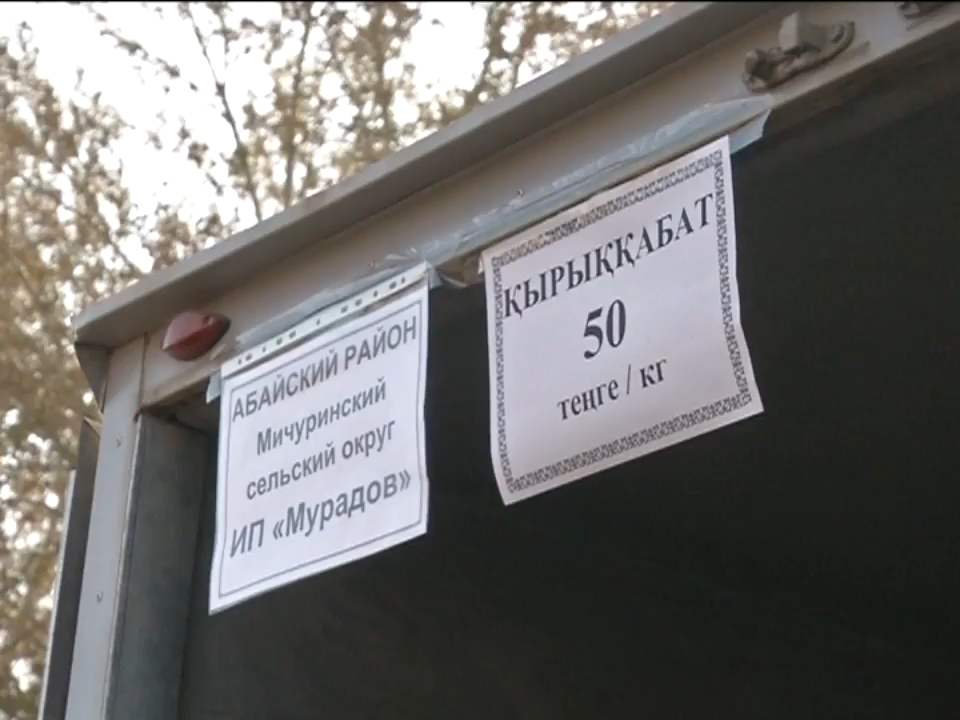 АБАЙСКИЙ РАЙОН
Мичуринский
сельский округ
ИП «Мурадов»
ҚЫРЫҚҚАБАТ
50
теңге / кг